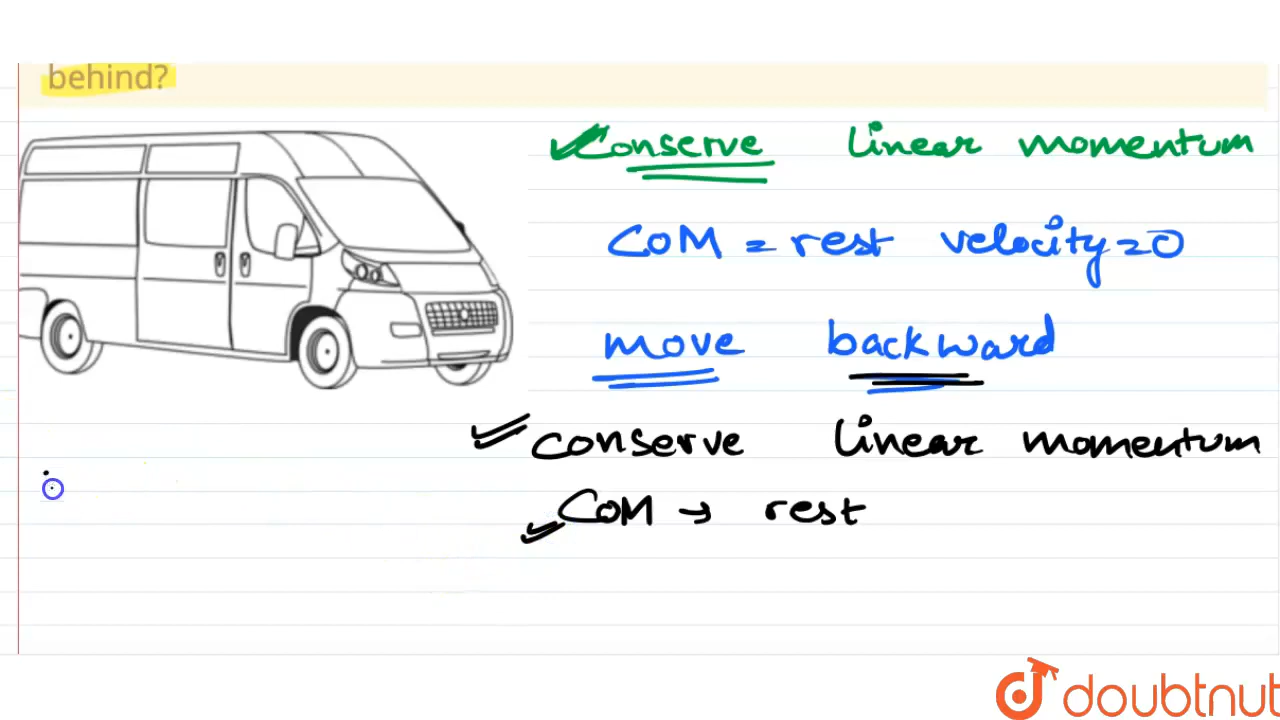 behind?
Conserve linear momentum
COM = rest velocity = 0
move backward
conserve linear momentum
COM → rest
doubtnut